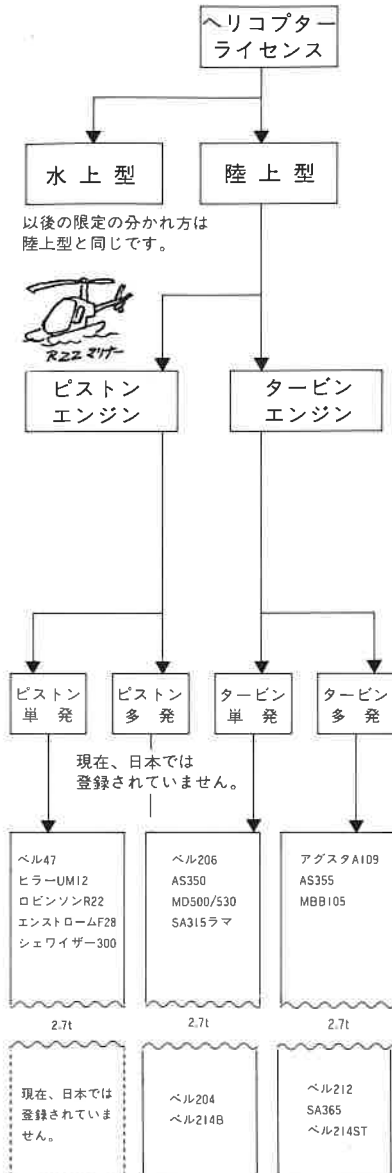 ヘリコプター
ライセンス
水上型
陸上型
以後の限定の分かれ方は
陸上型と同じです。
R22 マリナー
ピストン
エンジン
タービン
エンジン
ピストン
単発
ピストン
多発
タービン
単発
タービン
多発
現在、日本では
登録されていません。
ベル47
ヒラーUM12
ロビンソンR22
エンストロームF28
シェワイザー300
ベル206
AS350
MD500/530
SA315ラマ
アグスタA109
AS355
MBB105
2.7t
2.7t
2.7t
現在、日本では
登録されていま
せん。
ベル204
ベル214B
ベル212
SA365
ベル214ST